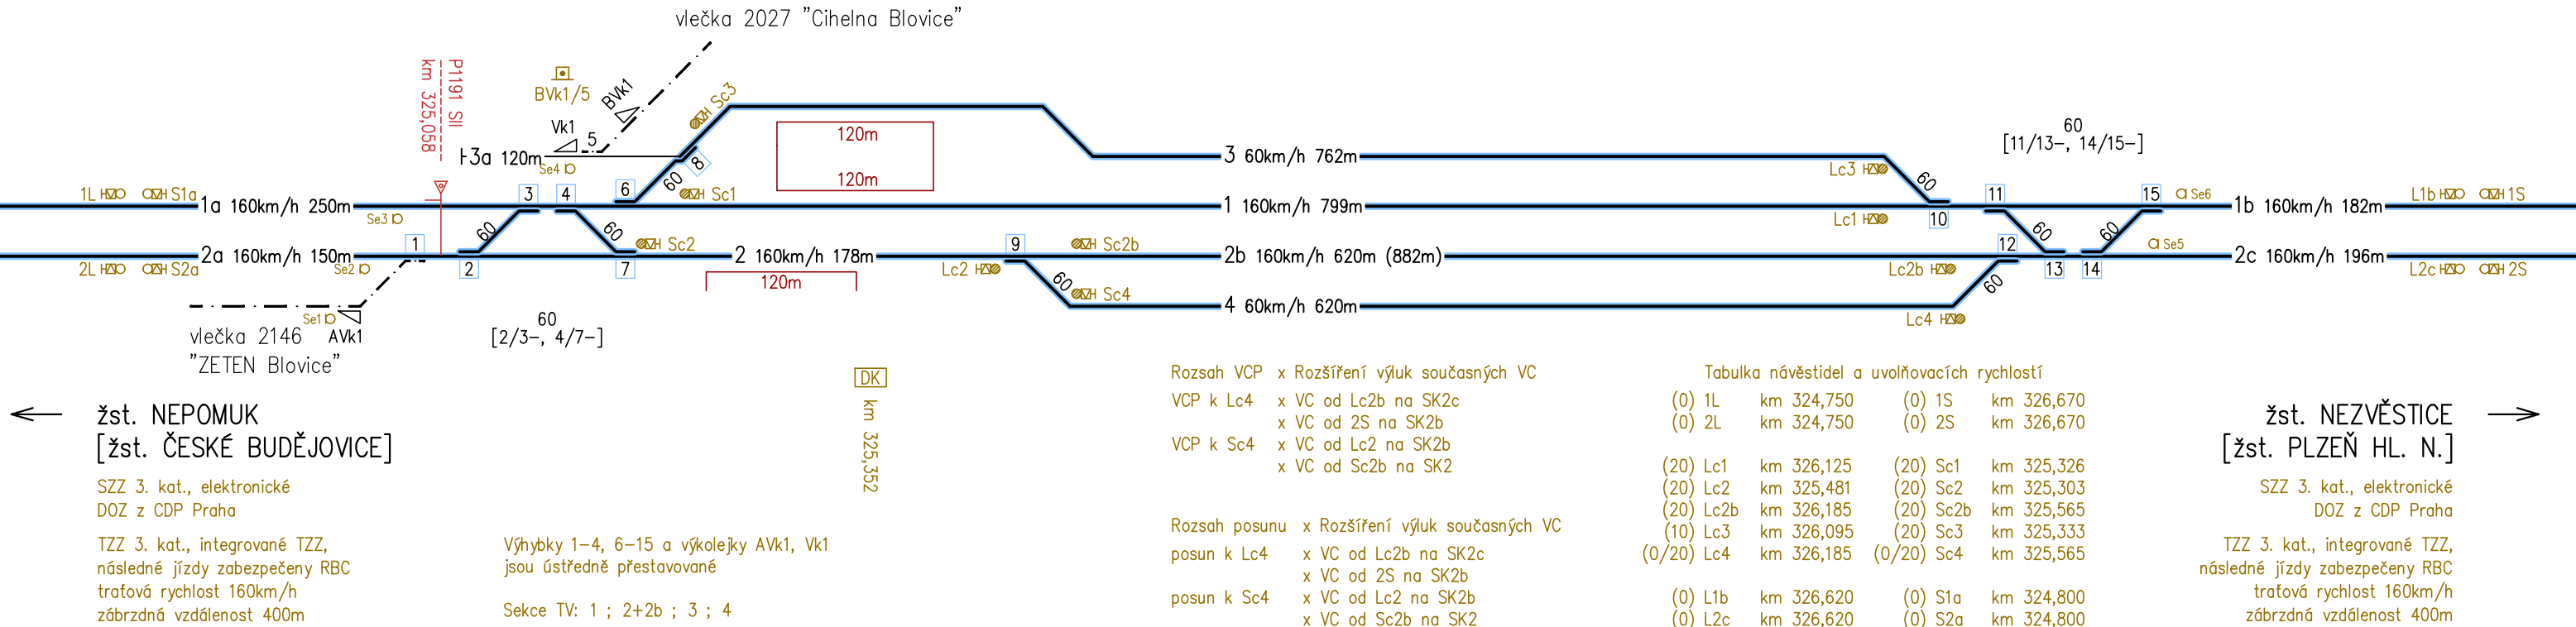 vlečka 2027 "Cihelna Blovice"
P1191 SII
km 325,058
BVk1/5
BVk1
Sc3
Vk1
5
Se4
3a 120m
8
60
120m
120m
3 60km/h 762m
Lc3
60
60
[11/13-, 14/15-]
1L
S1a
1a 160km/h 250m
Se3
3
4
6
Sc1
1 160km/h 799m
Lc1
10
11
15
Se6
1b 160km/h 182m
L1b
1S
60
60
60
60
2L
S2a
2a 160km/h 150m
Se2
1
2
7
Sc2
2 160km/h 178m
120m
Lc2
9
Sc2b
2b 160km/h 620m (882m)
Lc2b
12
13
14
Se5
2c 160km/h 196m
L2c
2S
60
Sc4
4 60km/h 620m
60
Lc4
Se1
AVk1
vlečka 2146
"ZETEN Blovice"
60
[2/3-, 4/7-]
DK
km 325,352
žst. NEPOMUK
[žst. ČESKÉ BUDĚJOVICE]
SZZ 3. kat., elektronické
DOZ z CDP Praha
TZZ 3. kat., integrované TZZ,
následné jízdy zabezpečeny RBC
traťová rychlost 160km/h
zábrzdná vzdálenost 400m
Výhybky 1-4, 6-15 a výkolejky AVk1, Vk1
jsou ústředně přestavované
Sekce TV: 1 ; 2+2b ; 3 ; 4
Rozsah VCP x Rozšíření výluk současných VC
VCP k Lc4 x VC od Lc2b na SK2c
x VC od 2S na SK2b
VCP k Sc4 x VC od Lc2 na SK2b
x VC od Sc2b na SK2
Rozsah posunu x Rozšíření výluk současných VC
posun k Lc4 x VC od Lc2b na SK2c
x VC od 2S na SK2b
posun k Sc4 x VC od Lc2 na SK2b
x VC od Sc2b na SK2
Tabulka návěstidel a uvolňovacích rychlostí
(0) 1L km 324,750 (0) 1S km 326,670
(0) 2L km 324,750 (0) 2S km 326,670
(20) Lc1 km 326,125 (20) Sc1 km 325,326
(20) Lc2 km 325,481 (20) Sc2 km 325,303
(20) Lc2b km 326,185 (20) Sc2b km 325,565
(10) Lc3 km 326,095 (20) Sc3 km 325,333
(0/20) Lc4 km 326,185 (0/20) Sc4 km 325,565
(0) L1b km 326,620 (0) S1a km 324,800
(0) L2c km 326,620 (0) S2a km 324,800
žst. NEZVĚSTICE
[žst. PLZEŇ HL. N.]
SZZ 3. kat., elektronické
DOZ z CDP Praha
TZZ 3. kat., integrované TZZ,
následné jízdy zabezpečeny RBC
traťová rychlost 160km/h
zábrzdná vzdálenost 400m